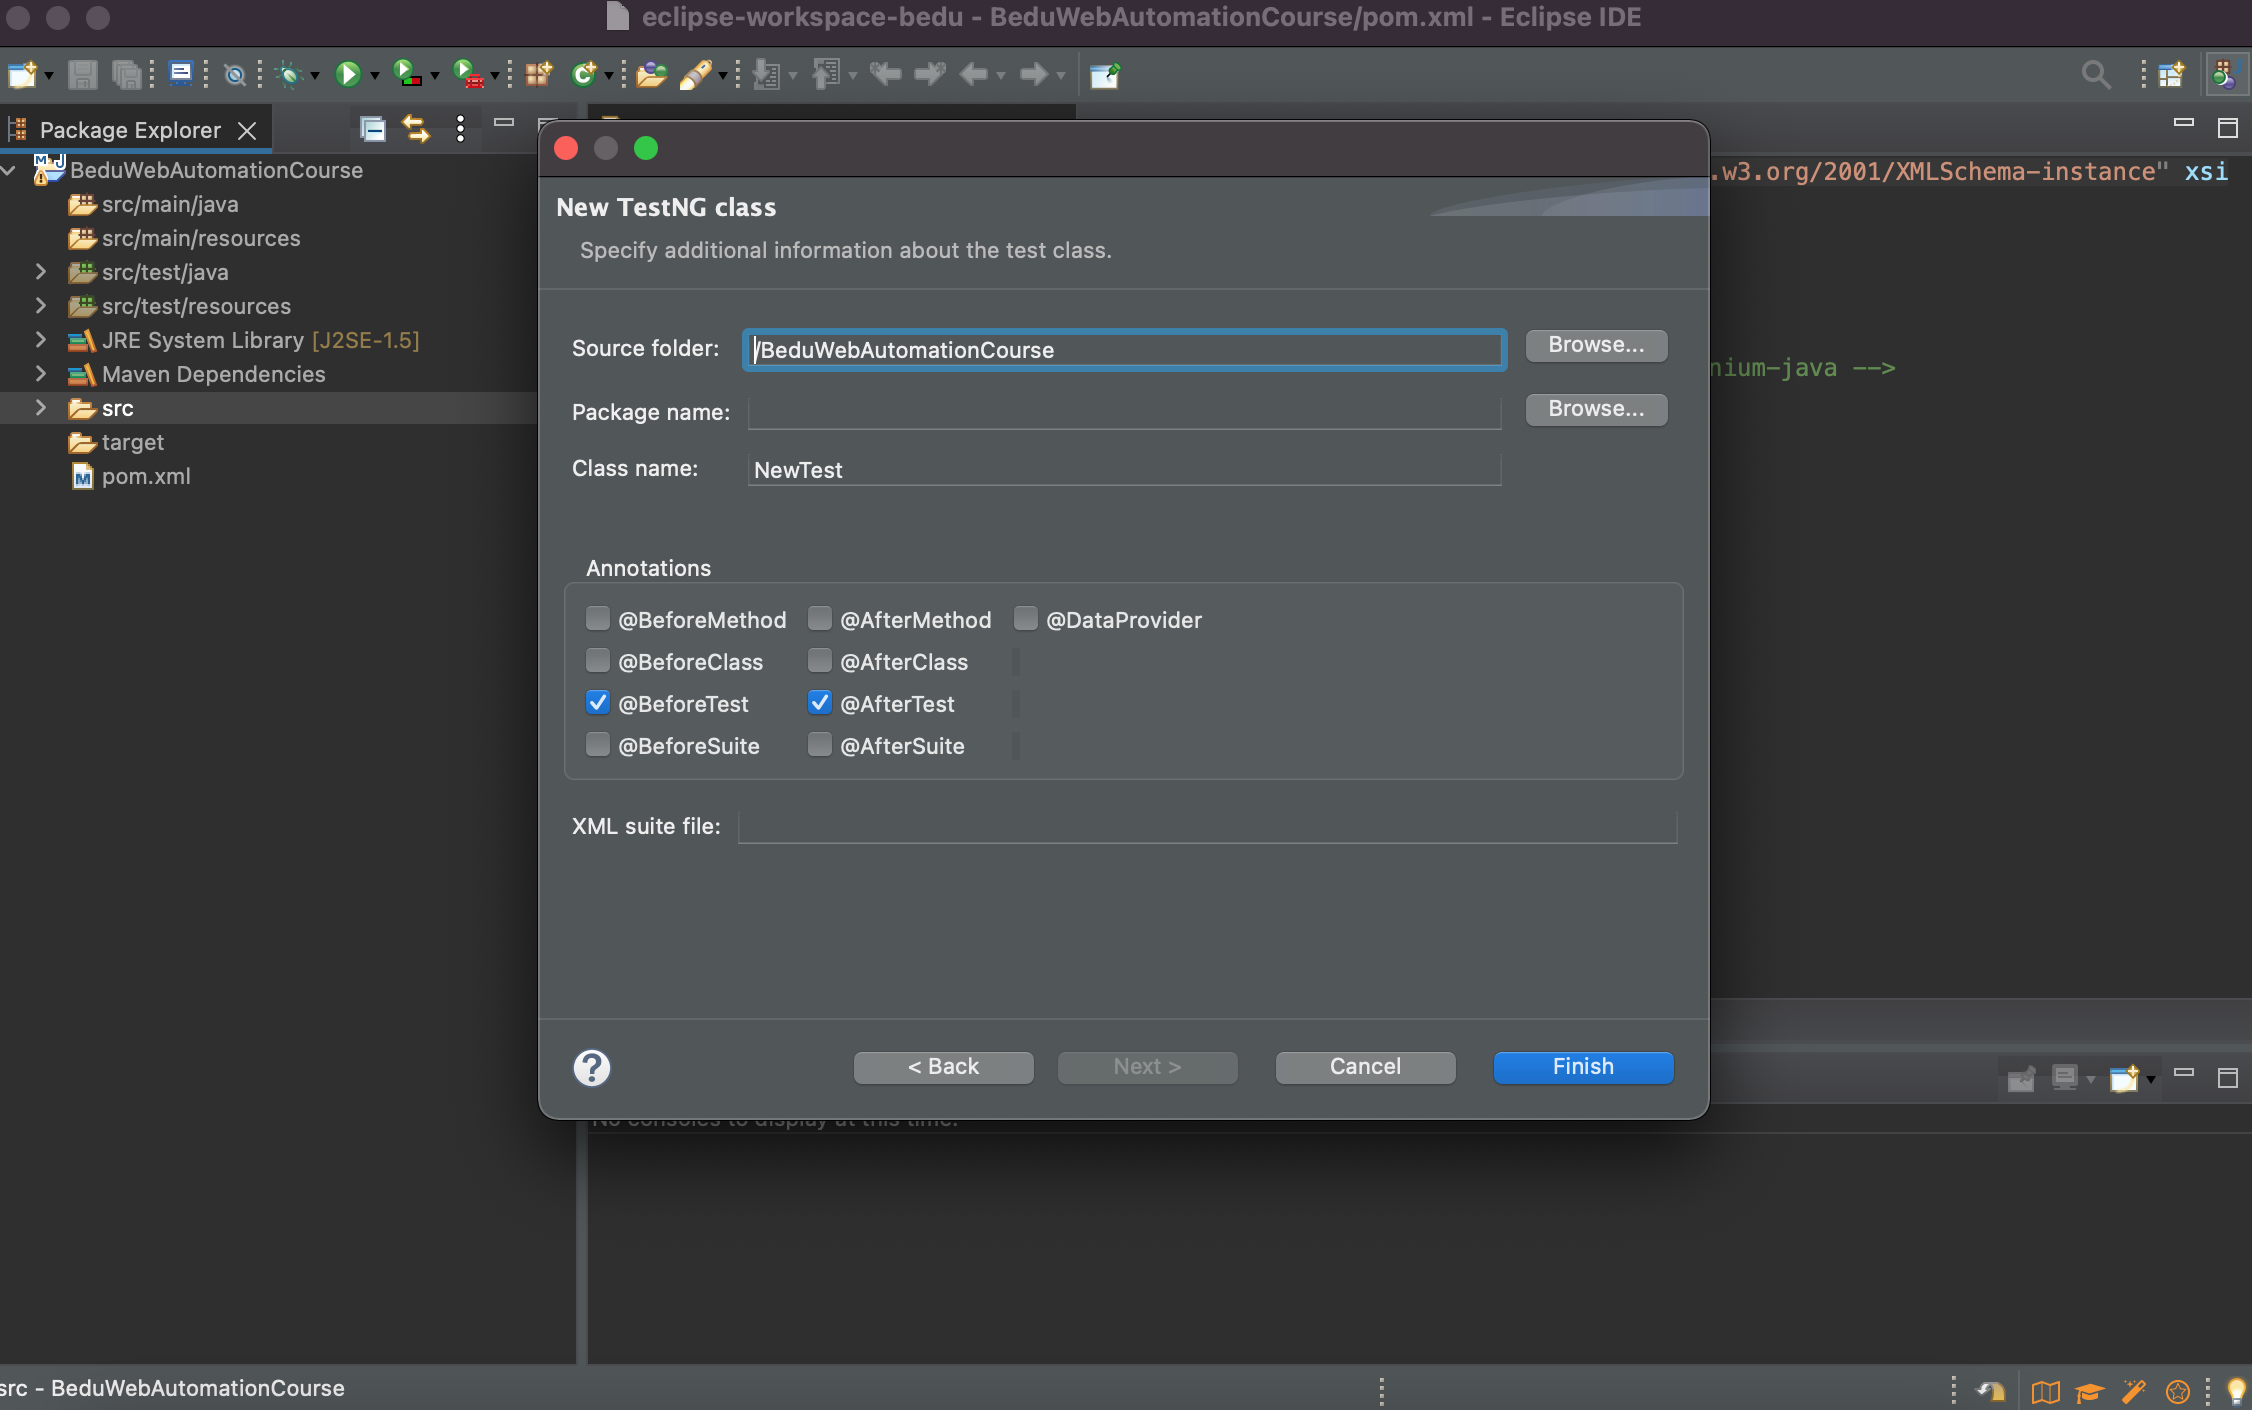 eclipse-workspace-bedu - BeduWebAutomationCourse/pom.xml - Eclipse IDE
Package Explorer
BeduWebAutomationCourse
src/main/java
src/main/resources
src/test/java
src/test/resources
JRE System Library [J2SE-1.5]
Maven Dependencies
src
target
pom.xml
.w3.org/2001/XMLSchema-instance" xsi
nium-java -->
New TestNG class
Specify additional information about the test class.
Source folder: /BeduWebAutomationCourse Browse...
Package name: Browse...
Class name: NewTest
Annotations
@BeforeMethod @AfterMethod @DataProvider
@BeforeClass @AfterClass
@BeforeTest @AfterTest
@BeforeSuite @AfterSuite
XML suite file:
? < Back Next > Cancel Finish
No consoles to display at this time.
src - BeduWebAutomationCourse